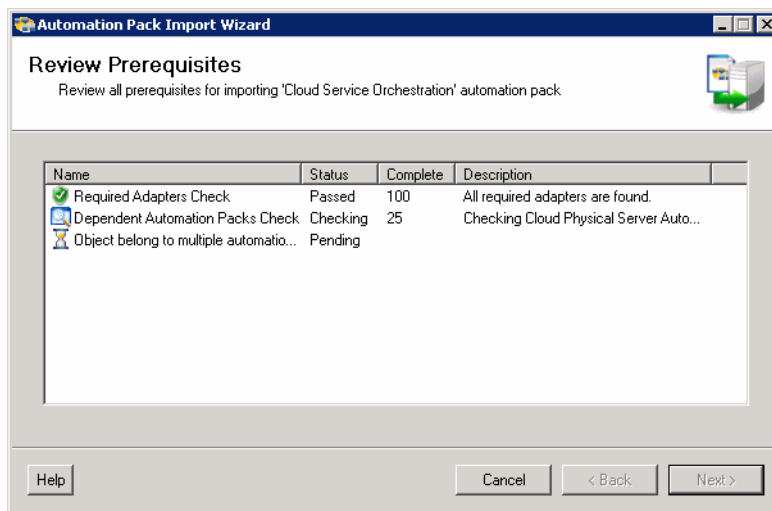 Automation Pack Import Wizard
Review Prerequisites
Review all prerequisites for importing 'Cloud Service Orchestration' automation pack
Name Status Complete Description
Required Adapters Check Passed 100 All required adapters are found.
Dependent Automation Packs Check Checking 25 Checking Cloud Physical Server Auto...
Object belong to multiple automatio... Pending
Help Cancel < Back Next >